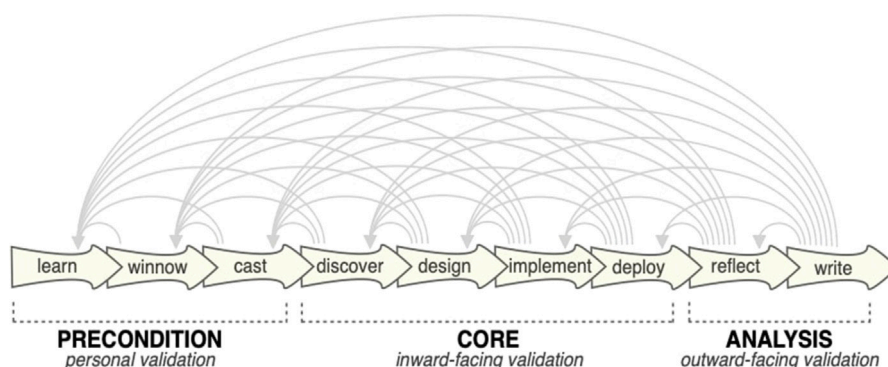 learn winnow cast discover design implement deploy reflect write
PRECONDITION CORE ANALYSIS
personal validation inward-facing validation outward-facing validation